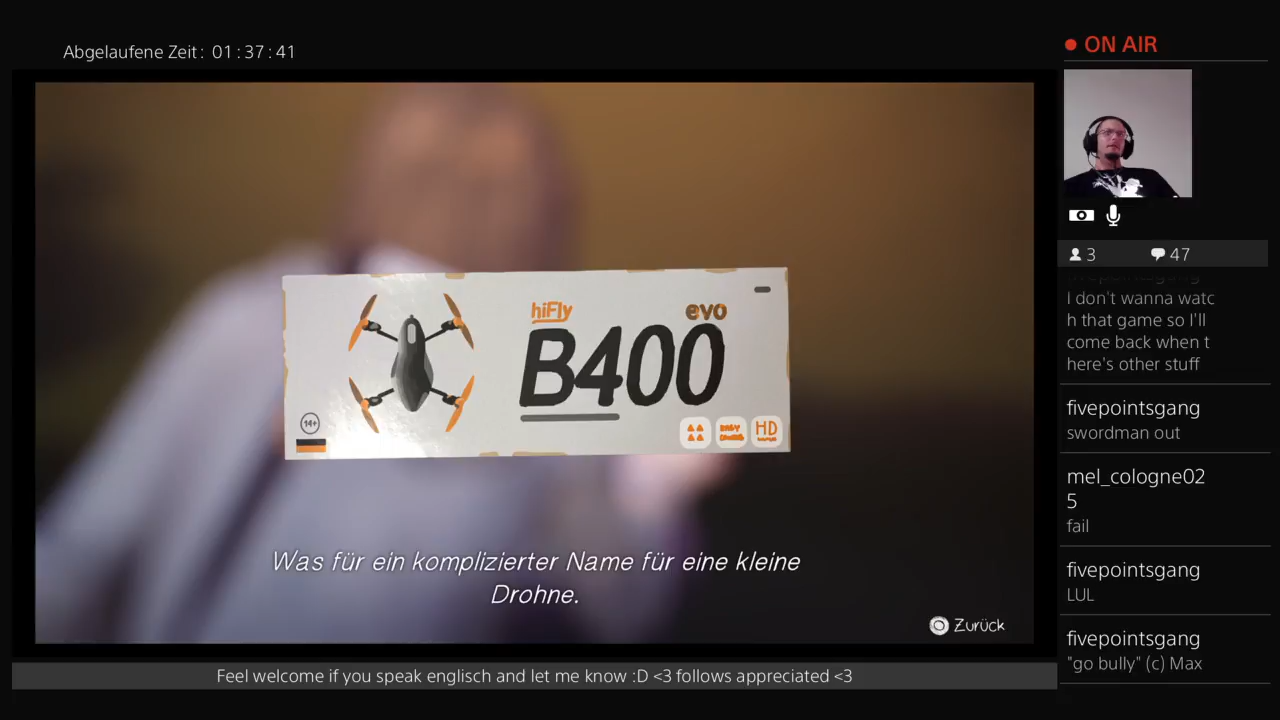 Abgelaufene Zeit: 01:37:41
ON AIR
3
47
I don't wanna watc
h that game so I'll
come back when t
here's other stuff
fivepointsgang
swordman out
mel_cologne02
5
fail
fivepointsgang
LUL
fivepointsgang
"go bully" (c) Max
hiFly
evo
B400
14+
HD
Was für ein komplizierter Name für eine kleine
Drohne.
Zurück
Feel welcome if you speak englisch and let me know :D <3 follows appreciated <3